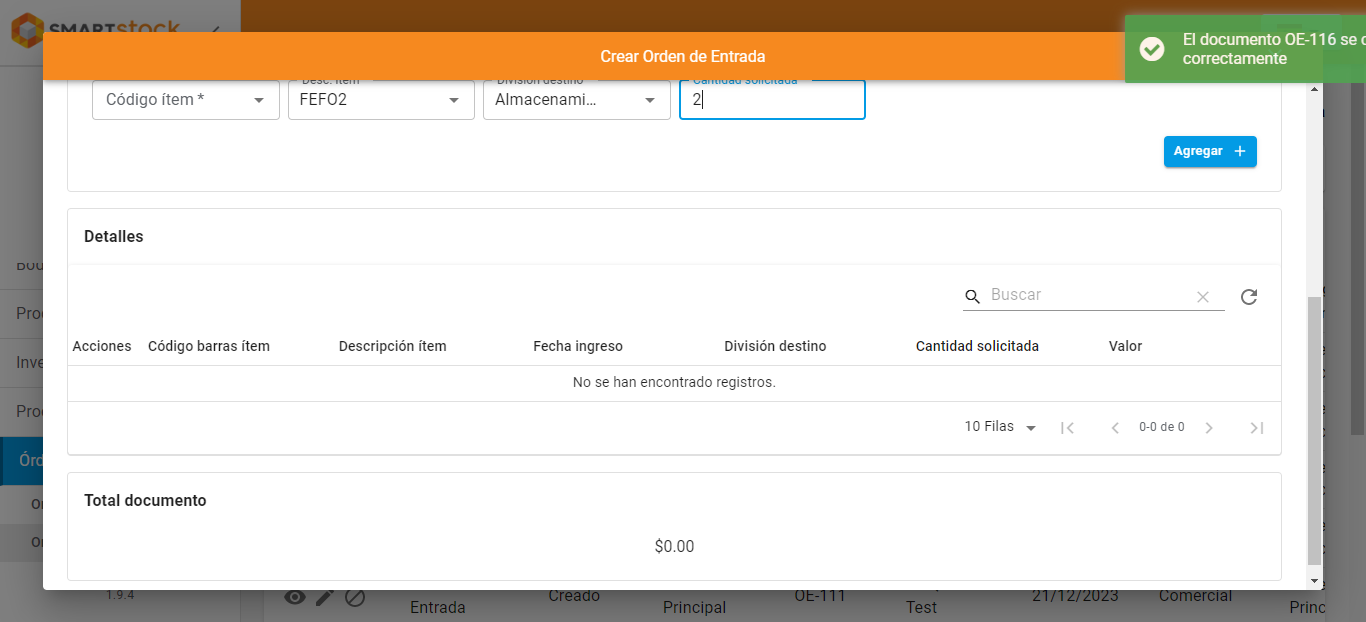 SMARTstock
Crear Orden de Entrada
El documento OE-116 se c
correctamente
Código ítem *
Desc. ítem
FEFO2
División destino
Almacenami...
Cantidad solicitada
2
Agregar +
Detalles
Buscar
Acciones Código barras ítem Descripción ítem Fecha ingreso División destino Cantidad solicitada Valor
No se han encontrado registros.
10 Filas 0-0 de 0
Total documento
$0.00
Bod
Pro
Inve
Pro
Órd
Or
Or
1.9.4
Entrada
Creado
Principal
OE-111
Test
21/12/2023
Comercial
Princ